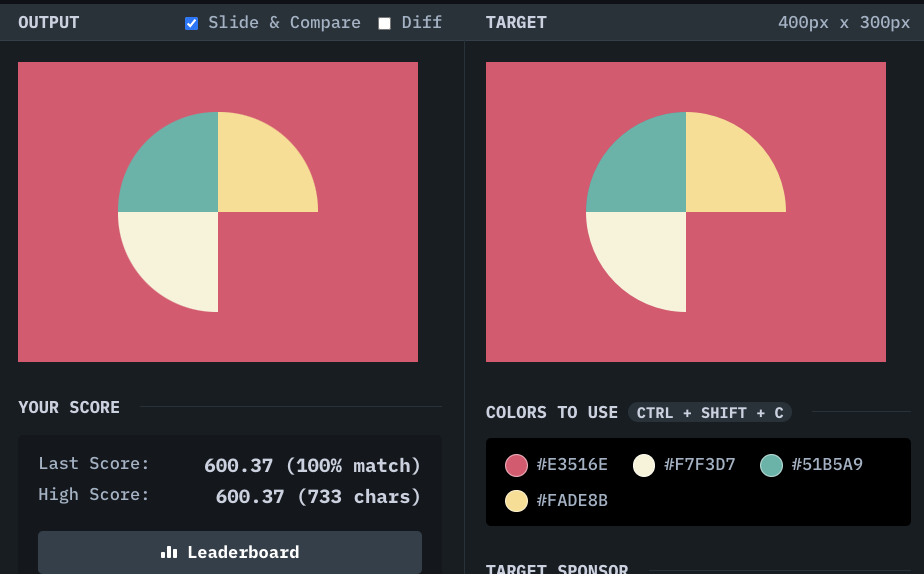 OUTPUT
Slide & Compare
Diff
TARGET
400px x 300px
YOUR SCORE
Last Score: 600.37 (100% match)
High Score: 600.37 (733 chars)
Leaderboard
COLORS TO USE CTRL + SHIFT + C
#E3516E #F7F3D7 #51B5A9
#FADE8B
TARGET SPONSOR